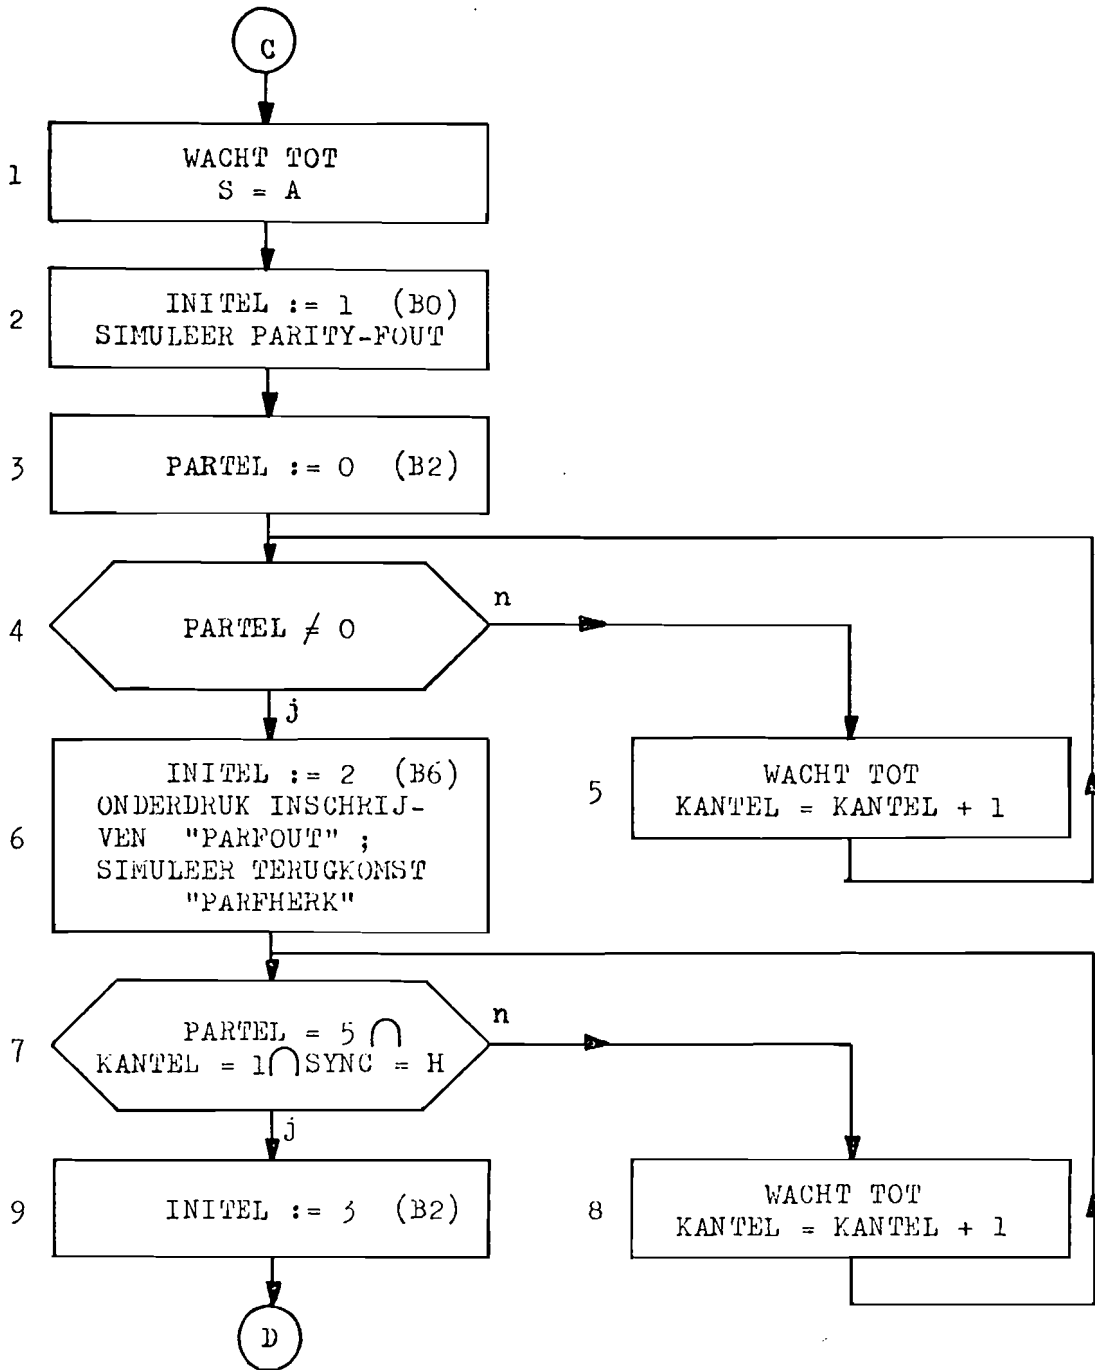 C
1
WACHT TOT
S = A
2
INITEL := 1 (B0)
SIMULEER PARITY-FOUT
3
PARTEL := 0 (B2)
4
PARTEL ≠ 0
n
j
5
WACHT TOT
KANTEL = KANTEL + 1
6
INITEL := 2 (B6)
ONDERDRUK INSCHRIJ-
VEN "PARFOUT" ;
SIMULEER TERUGKOMST
"PARFHERK"
7
PARTEL = 5 ∩
KANTEL = 1 ∩ SYNC = H
n
j
8
WACHT TOT
KANTEL = KANTEL + 1
9
INITEL := 3 (B2)
D